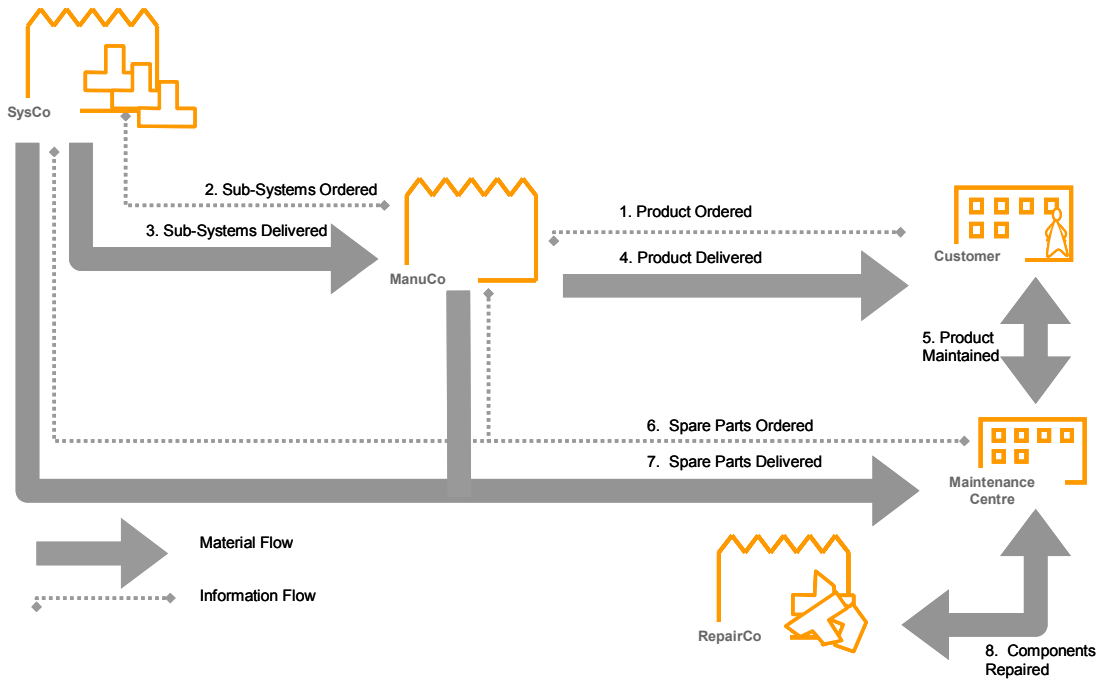 SysCo
2. Sub-Systems Ordered
3. Sub-Systems Delivered
ManuCo
1. Product Ordered
4. Product Delivered
Customer
5. Product
Maintained
6.  Spare Parts Ordered
7.  Spare Parts Delivered
Maintenance
Centre
Material Flow
Information Flow
RepairCo
8.  Components
Repaired